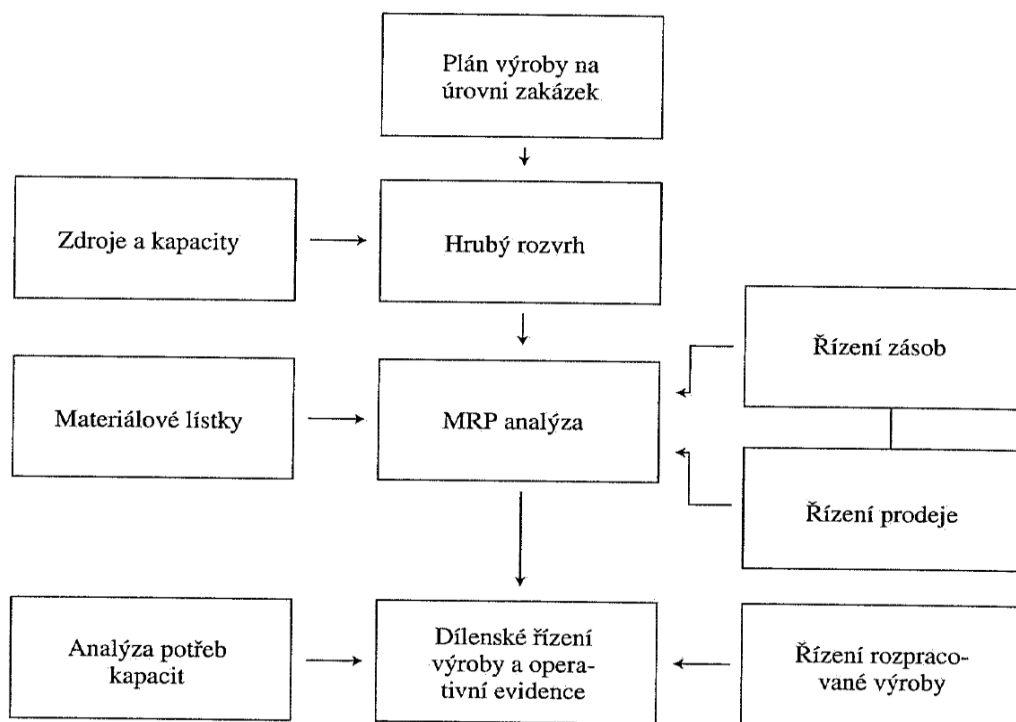 Plán výroby na
úrovni zakázek
Zdroje a kapacity
Hrubý rozvrh
Řízení zásob
Materiálové lístky
MRP analýza
Řízení prodeje
Analýza potřeb
kapacit
Dílenské řízení
výroby a opera-
tivní evidence
Řízení rozpraco-
vané výroby